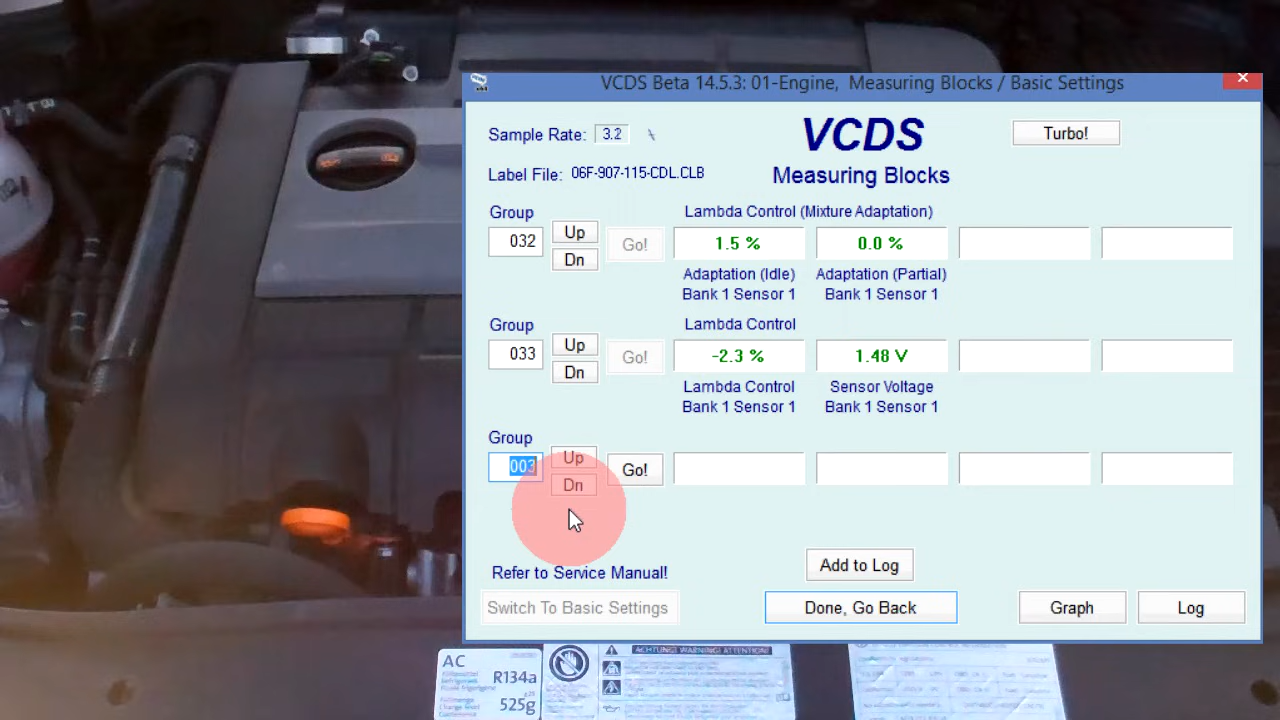 VCDS Beta 14.5.3: 01-Engine, Measuring Blocks / Basic Settings
Sample Rate: 3.2
VCDS
Turbo!
Label File: 06F-907-115-CDL.CLB
Measuring Blocks
Group
Lambda Control (Mixture Adaptation)
032 Up Dn Go! 1.5 % 0.0 %
Adaptation (Idle) Adaptation (Partial)
Bank 1 Sensor 1 Bank 1 Sensor 1
Group
Lambda Control
033 Up Dn Go! -2.3 % 1.48 V
Lambda Control Sensor Voltage
Bank 1 Sensor 1 Bank 1 Sensor 1
Group
003 Up Dn Go!
Add to Log
Refer to Service Manual!
Switch To Basic Settings Done, Go Back Graph Log
AC
R134a
525g
ACHTUNG! WARNING! ATTENTION!